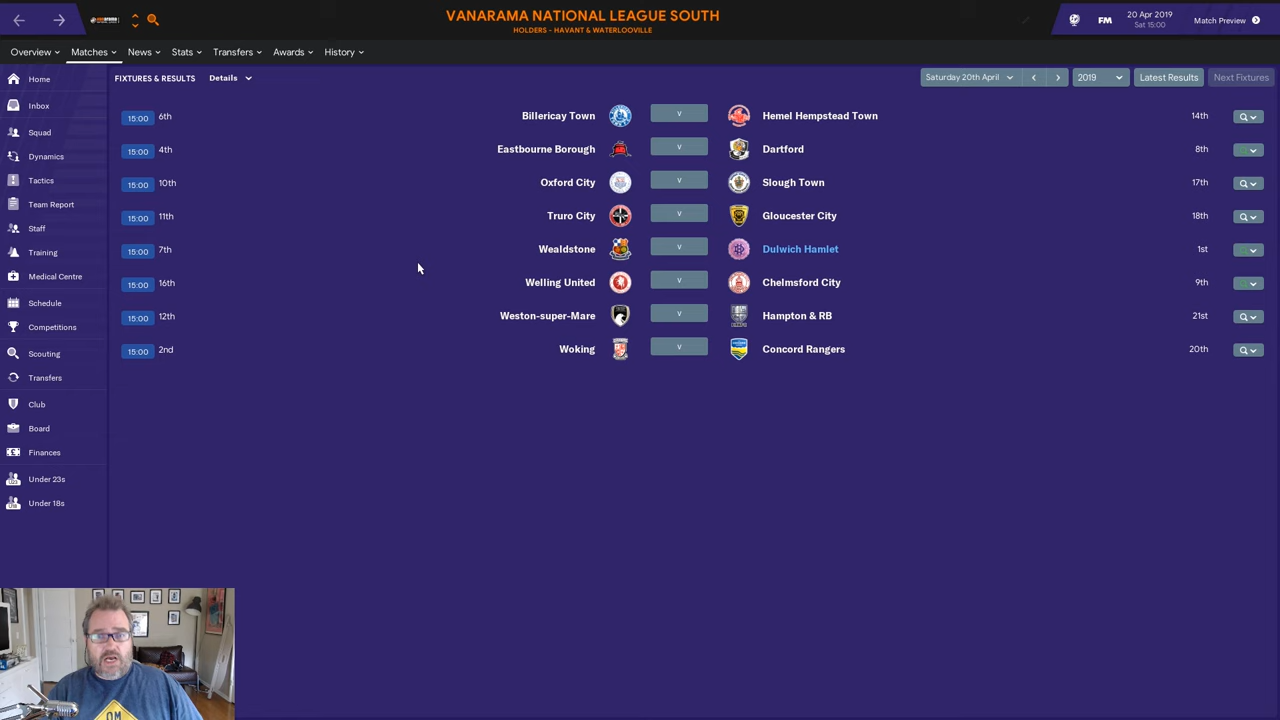 VANARAMA NATIONAL LEAGUE SOUTH
HOLDERS - HAVANT & WATERLOOVILLE
FM
20 Apr 2019
Sat 15:00
Match Preview
Overview
Matches
News
Stats
Transfers
Awards
History
Home
Inbox
Squad
Dynamics
Tactics
Team Report
Staff
Training
Medical Centre
Schedule
Competitions
Scouting
Transfers
Club
Board
Finances
Under 23s
Under 18s
FIXTURES & RESULTS Details
Saturday 20th April
2019
Latest Results
Next Fixtures
15:00 6th Billericay Town v Hemel Hempstead Town 14th
15:00 4th Eastbourne Borough v Dartford 8th
15:00 10th Oxford City v Slough Town 17th
15:00 11th Truro City v Gloucester City 18th
15:00 7th Wealdstone v Dulwich Hamlet 1st
15:00 16th Welling United v Chelmsford City 9th
15:00 12th Weston-super-Mare v Hampton & RB 21st
15:00 2nd Woking v Concord Rangers 20th
OM